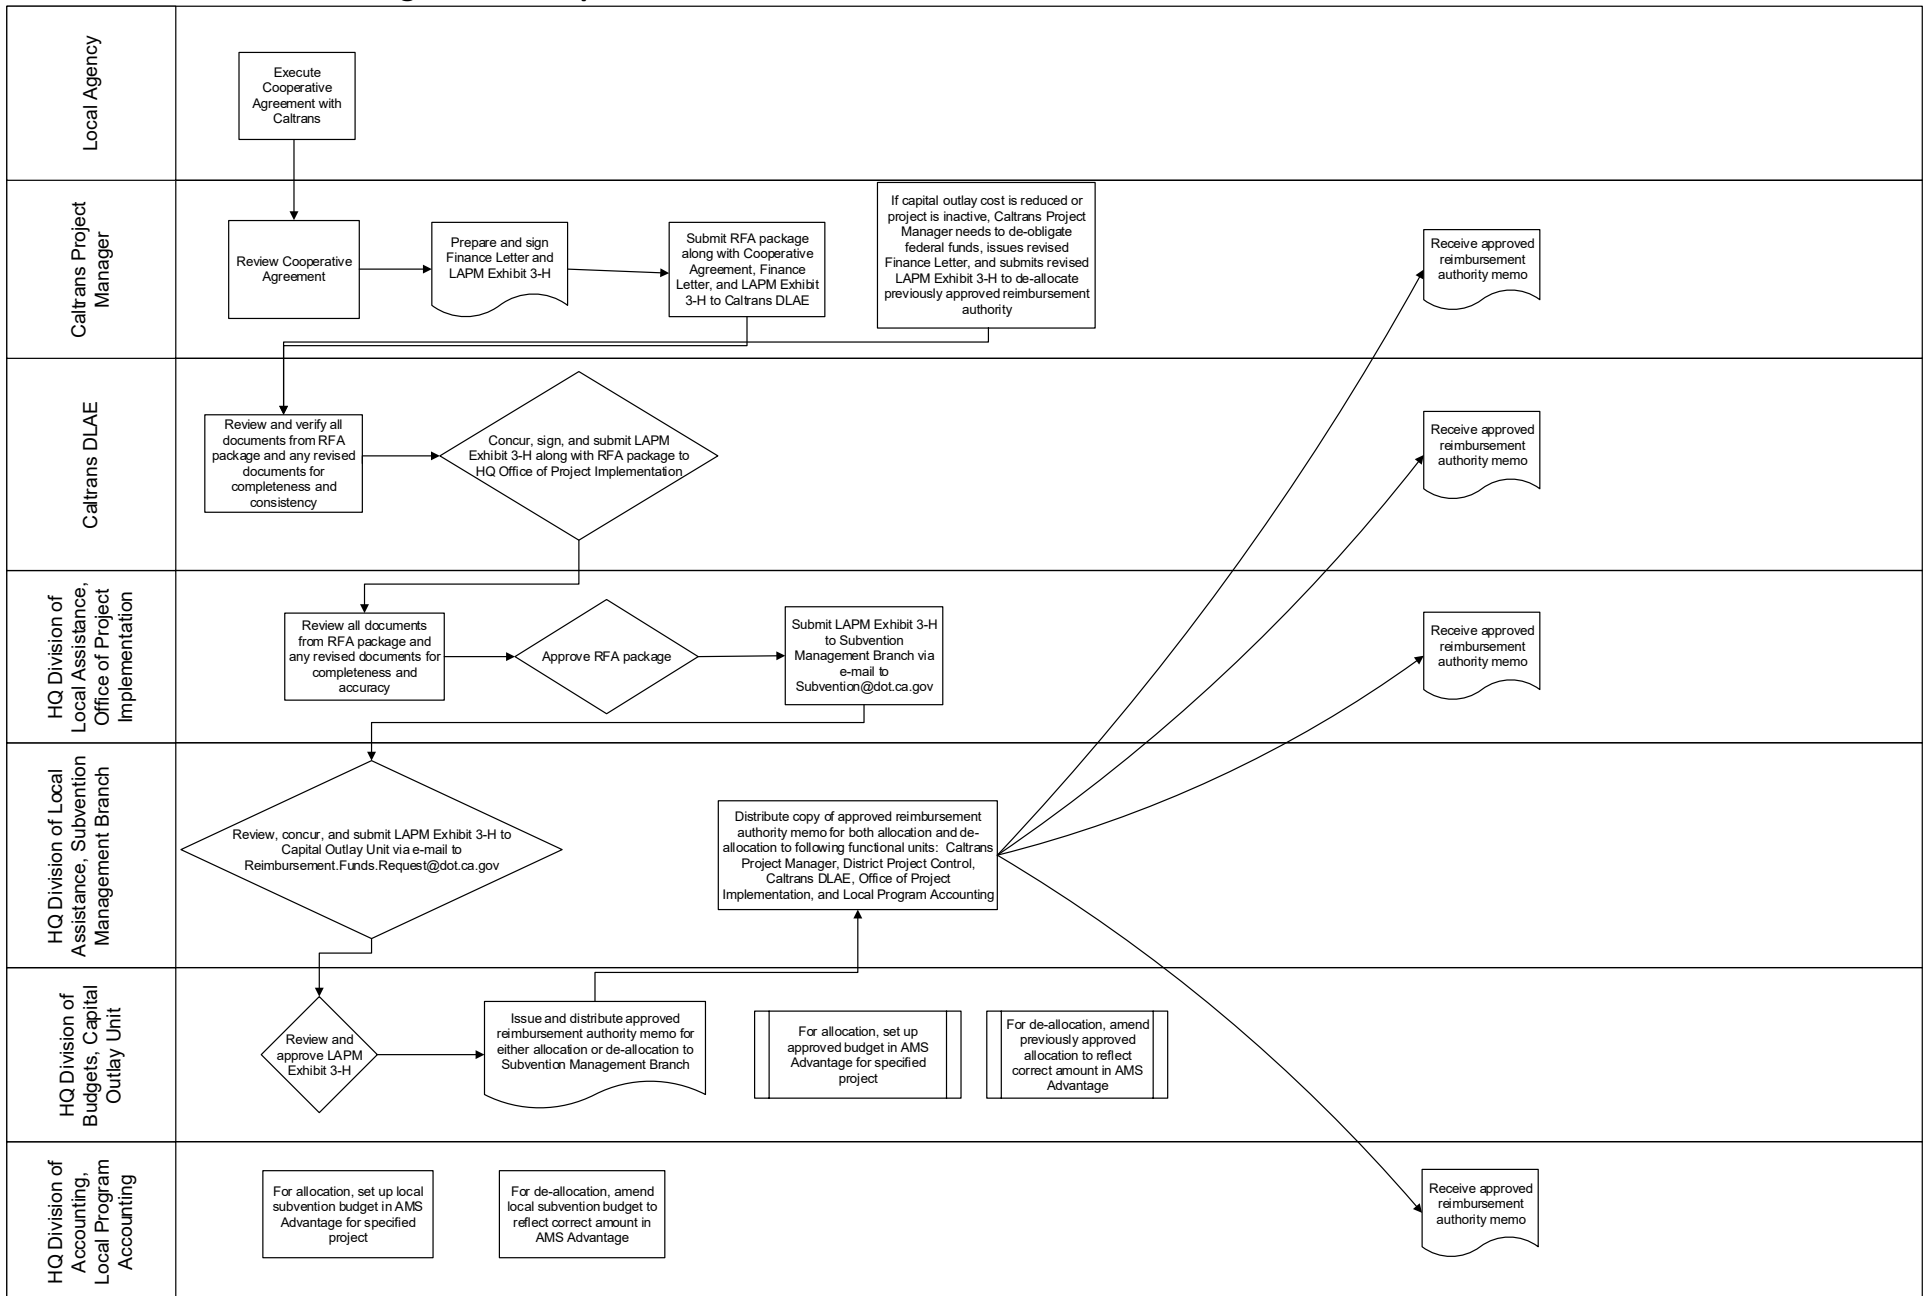 Local Agency
Execute
Cooperative
Agreement with
Caltrans
Caltrans Project
Manager
Review Cooperative
Agreement
Prepare and sign
Finance Letter and
LAPM Exhibit 3-H
Submit RFA package
along with Cooperative
Agreement, Finance
Letter, and LAPM Exhibit
3-H to Caltrans DLAE
If capital outlay cost is reduced or
project is inactive, Caltrans Project
Manager needs to de-obligate
federal funds, issues revised
Finance Letter, and submits revised
LAPM Exhibit 3-H to de-allocate
previously approved reimbursement
authority
Receive approved
reimbursement
authority memo
Caltrans DLAE
Review and verify all
documents from RFA
package and any revised
documents for
completeness and
consistency
Concur, sign, and submit LAPM
Exhibit 3-H along with RFA package to
HQ Office of Project Implementation
Receive approved
reimbursement
authority memo
HQ Division of
Local Assistance,
Office of Project
Implementation
Review all documents
from RFA package and
any revised documents for
completeness and
accuracy
Approve RFA package
Submit LAPM Exhibit 3-H
to Subvention
Management Branch via
e-mail to
Subvention@dot.ca.gov
Receive approved
reimbursement
authority memo
HQ Division of Local
Assistance, Subvention
Management Branch
Review, concur, and submit LAPM Exhibit 3-H to
Capital Outlay Unit via e-mail to
Reimbursement.Funds.Request@dot.ca.gov
Distribute copy of approved reimbursement
authority memo for both allocation and de-
allocation to following functional units: Caltrans
Project Manager, District Project Control,
Caltrans DLAE, Office of Project
Implementation, and Local Program Accounting
HQ Division of
Budgets, Capital
Outlay Unit
Review and
approve LAPM
Exhibit 3-H
Issue and distribute approved
reimbursement authority memo for
either allocation or de-allocation to
Subvention Management Branch
For allocation, set up
approved budget in AMS
Advantage for specified
project
For de-allocation, amend
previously approved
allocation to reflect
correct amount in AMS
Advantage
HQ Division of
Accounting,
Local Program
Accounting
For allocation, set up local
subvention budget in AMS
Advantage for specified
project
For de-allocation, amend
local subvention budget to
reflect correct amount in
AMS Advantage
Receive approved
reimbursement
authority memo